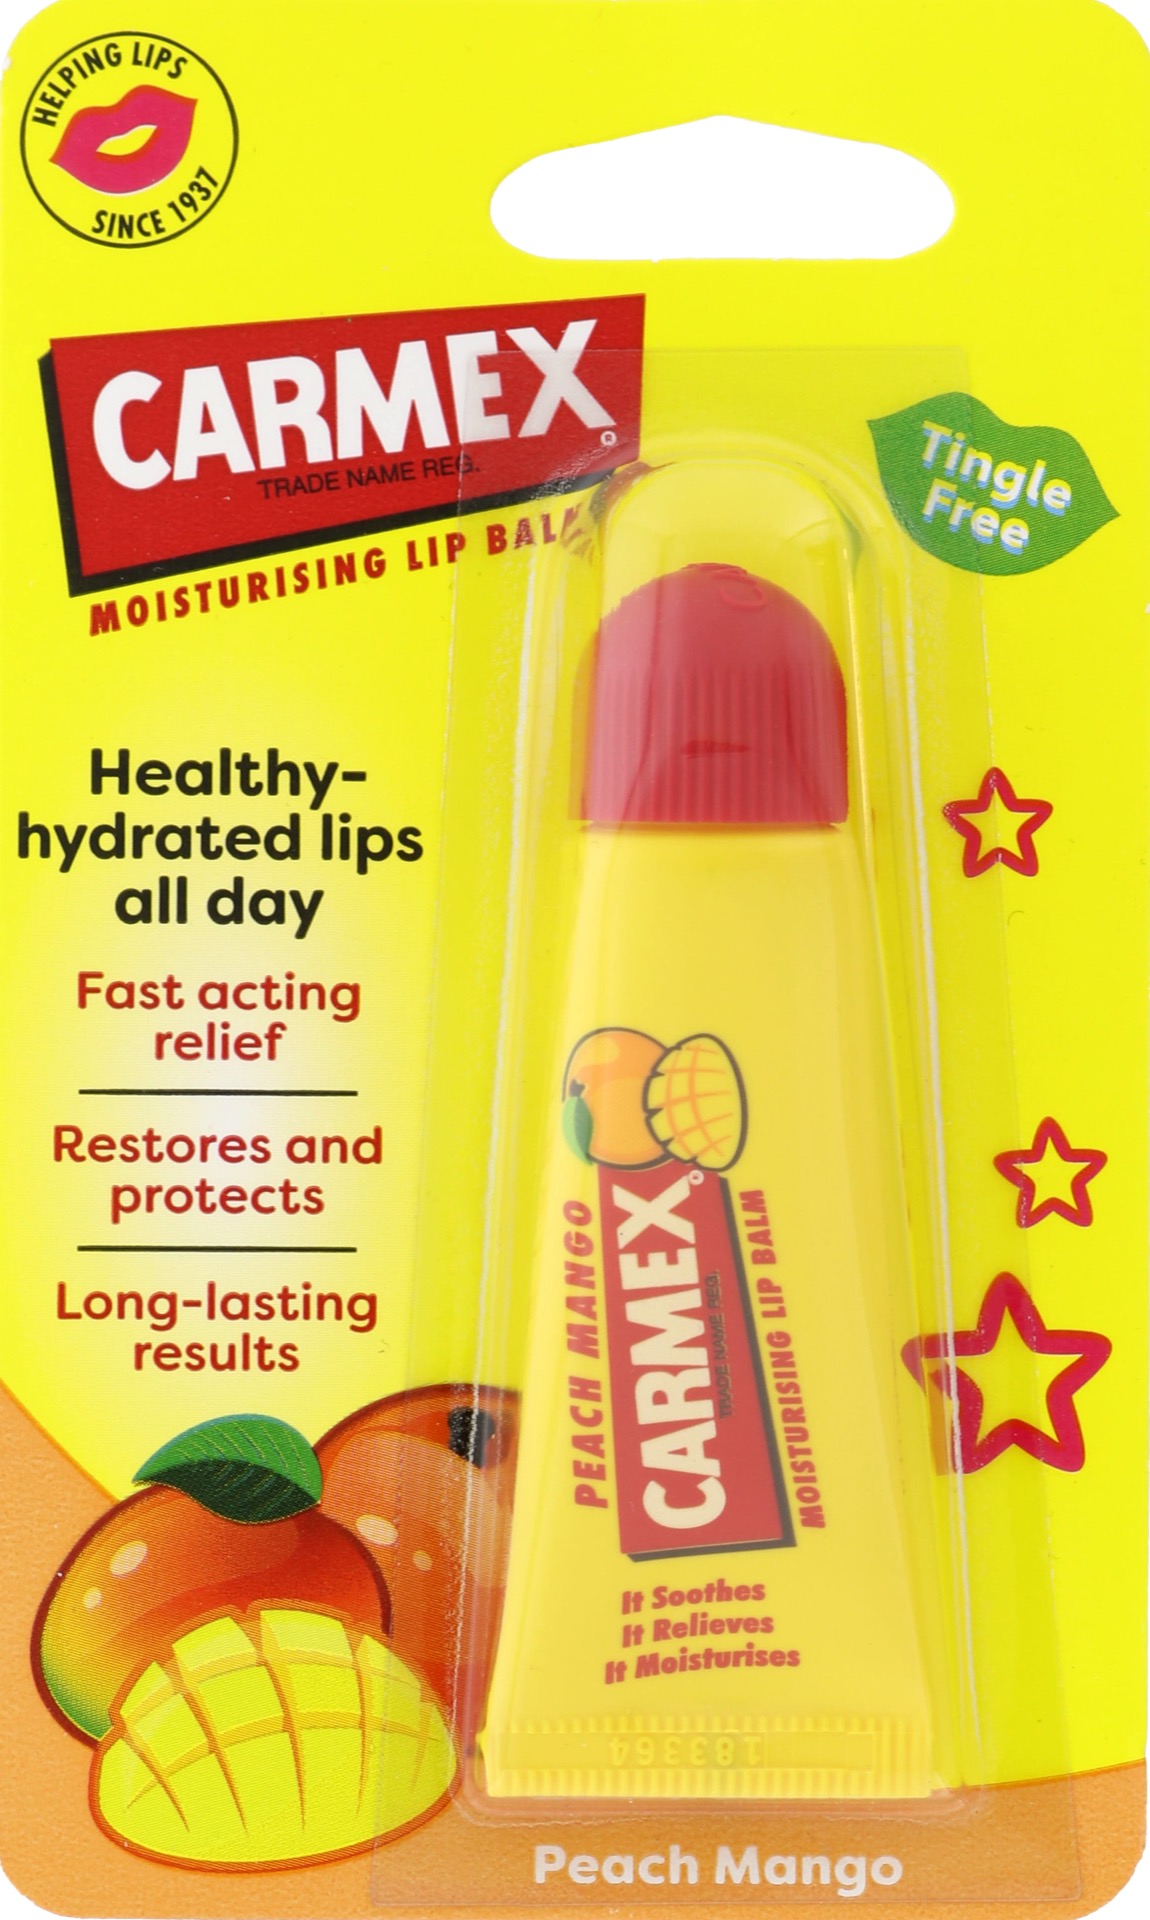 HELPING LIPS
SINCE 1937
CARMEX®
TRADE NAME REG.
MOISTURISING LIP BALM
Tingle
Free
Healthy-
hydrated lips
all day
Fast acting
relief
Restores and
protects
Long-lasting
results
PEACH MANGO
CARMEX®
TRADE NAME REG.
MOISTURISING LIP BALM
It Soothes
It Relieves
It Moisturises
183364
Peach Mango